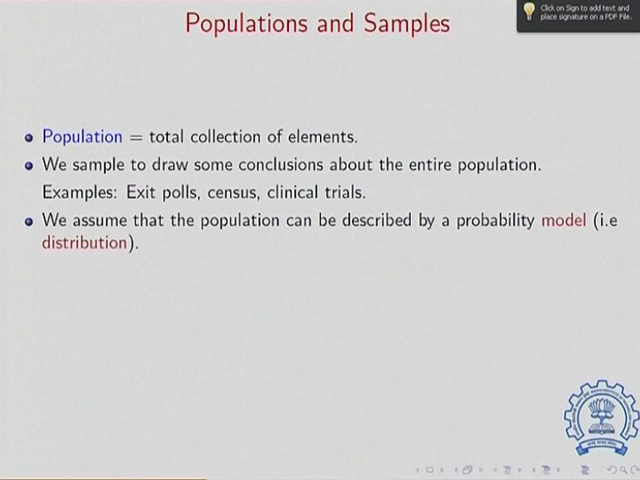 Populations and Samples
Click on Sign to add text and
place signature on a PDF File.
Population = total collection of elements.
We sample to draw some conclusions about the entire population.
Examples: Exit polls, census, clinical trials.
We assume that the population can be described by a probability model (i.e
distribution).